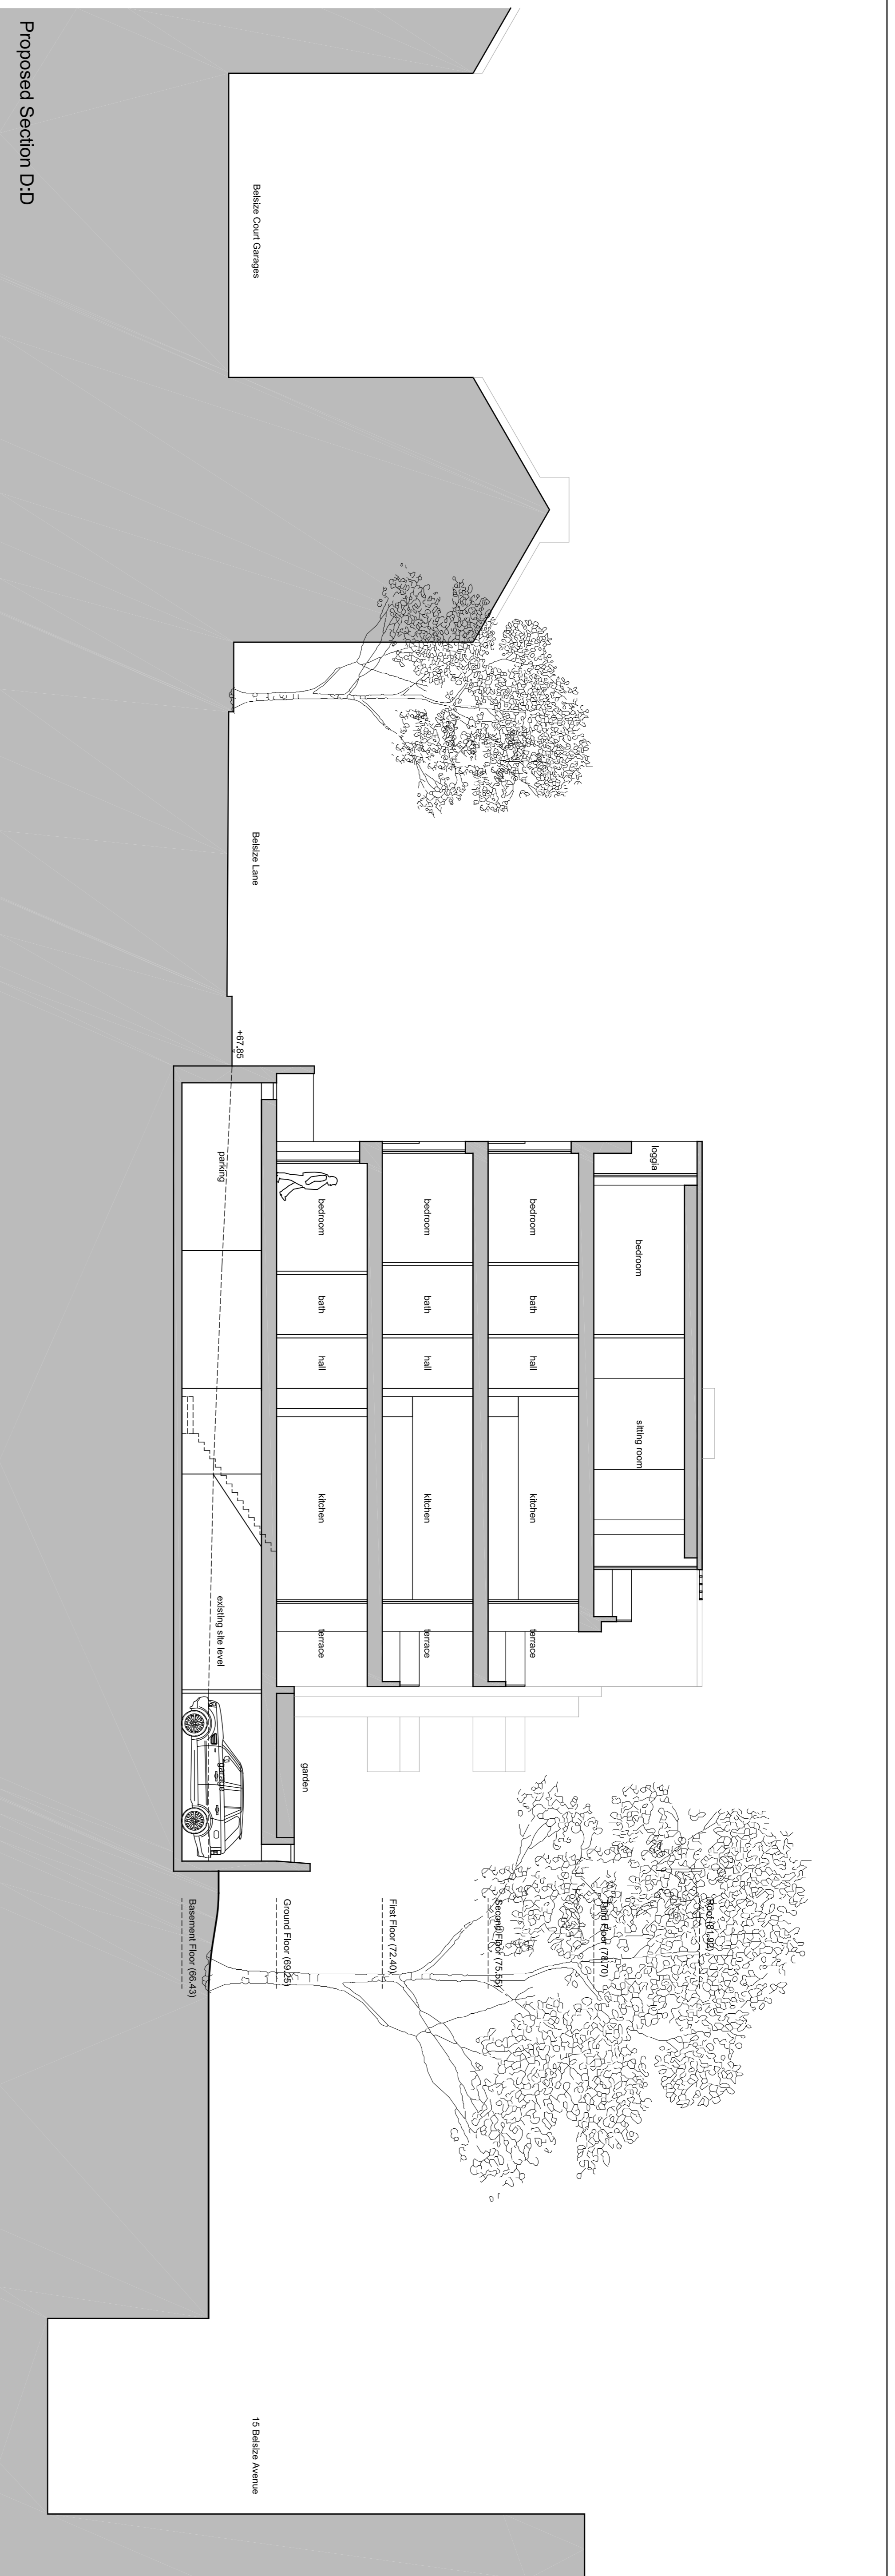 Proposed Section D:D
Belsize Court Garages
Belsize Lane
+67.85
loggia
bedroom
sitting room
bedroom
bath
hall
kitchen
terrace
bedroom
bath
hall
kitchen
terrace
bedroom
bath
hall
kitchen
terrace
parking
existing site level
garage
garden
Third Floor (78.70)
Second Floor (75.55)
First Floor (72.40)
Ground Floor (69.25)
Basement Floor (66.43)
15 Belsize Avenue